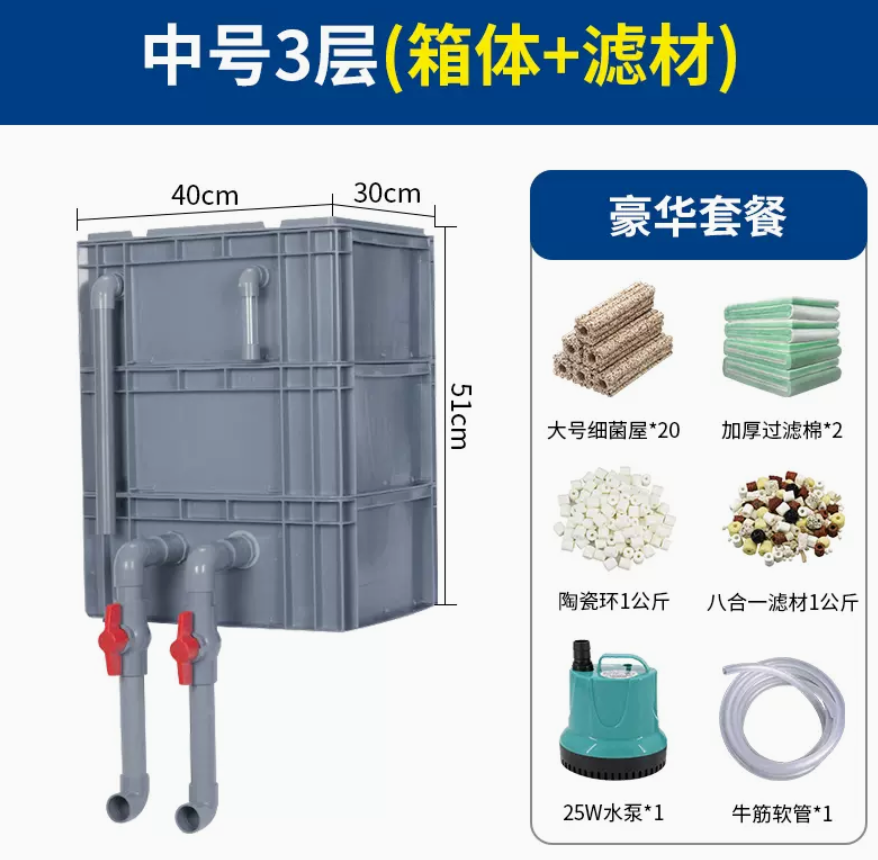 中号3层(箱体+滤材)
40cm
30cm
51cm
豪华套餐
大号细菌屋*20
加厚过滤棉*2
陶瓷环1公斤
八合一滤材1公斤
25W水泵*1
牛筋软管*1